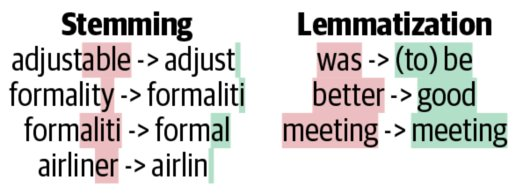 Stemming
adjustable -> adjust
formality -> formaliti
formaliti -> formal
airliner -> airlin
Lemmatization
was -> (to) be
better -> good
meeting -> meeting